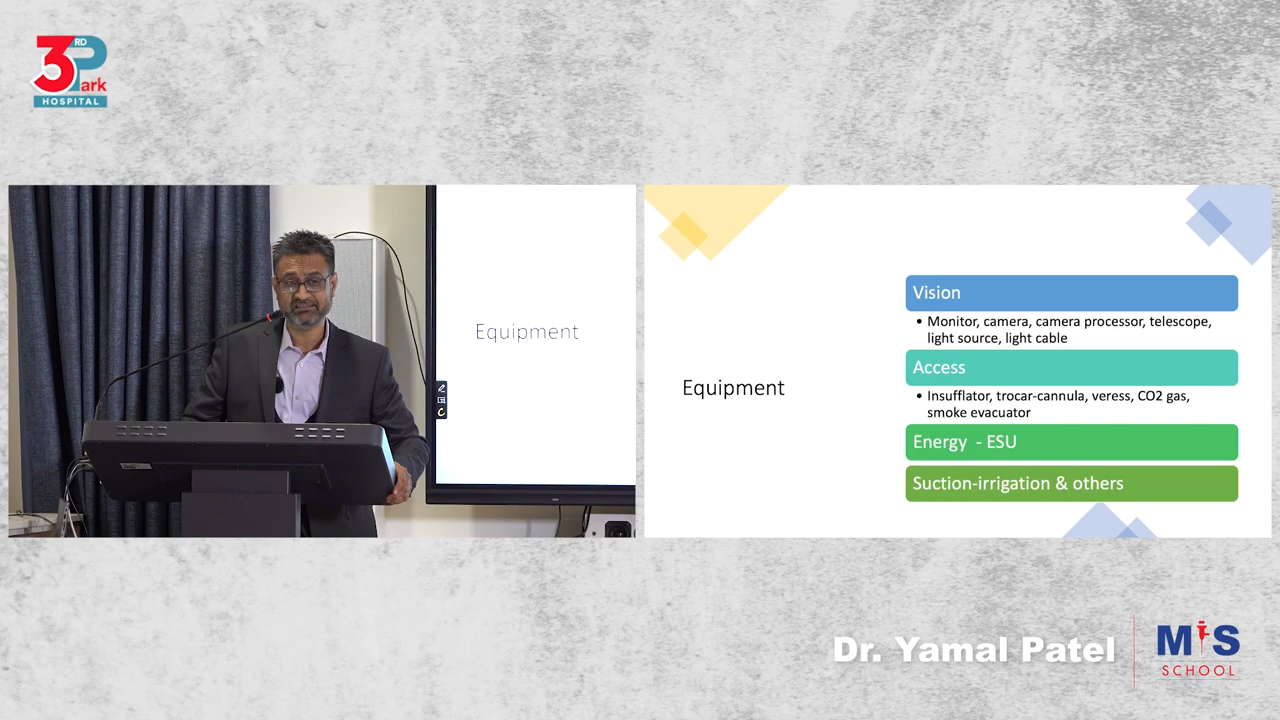 3RD Park
HOSPITAL
Equipment
Equipment
Vision
• Monitor, camera, camera processor, telescope,
light source, light cable
Access
• Insufflator, trocar-cannula, veress, CO2 gas,
smoke evacuator
Energy - ESU
Suction-irrigation & others
Dr. Yamal Patel
MiS
SCHOOL